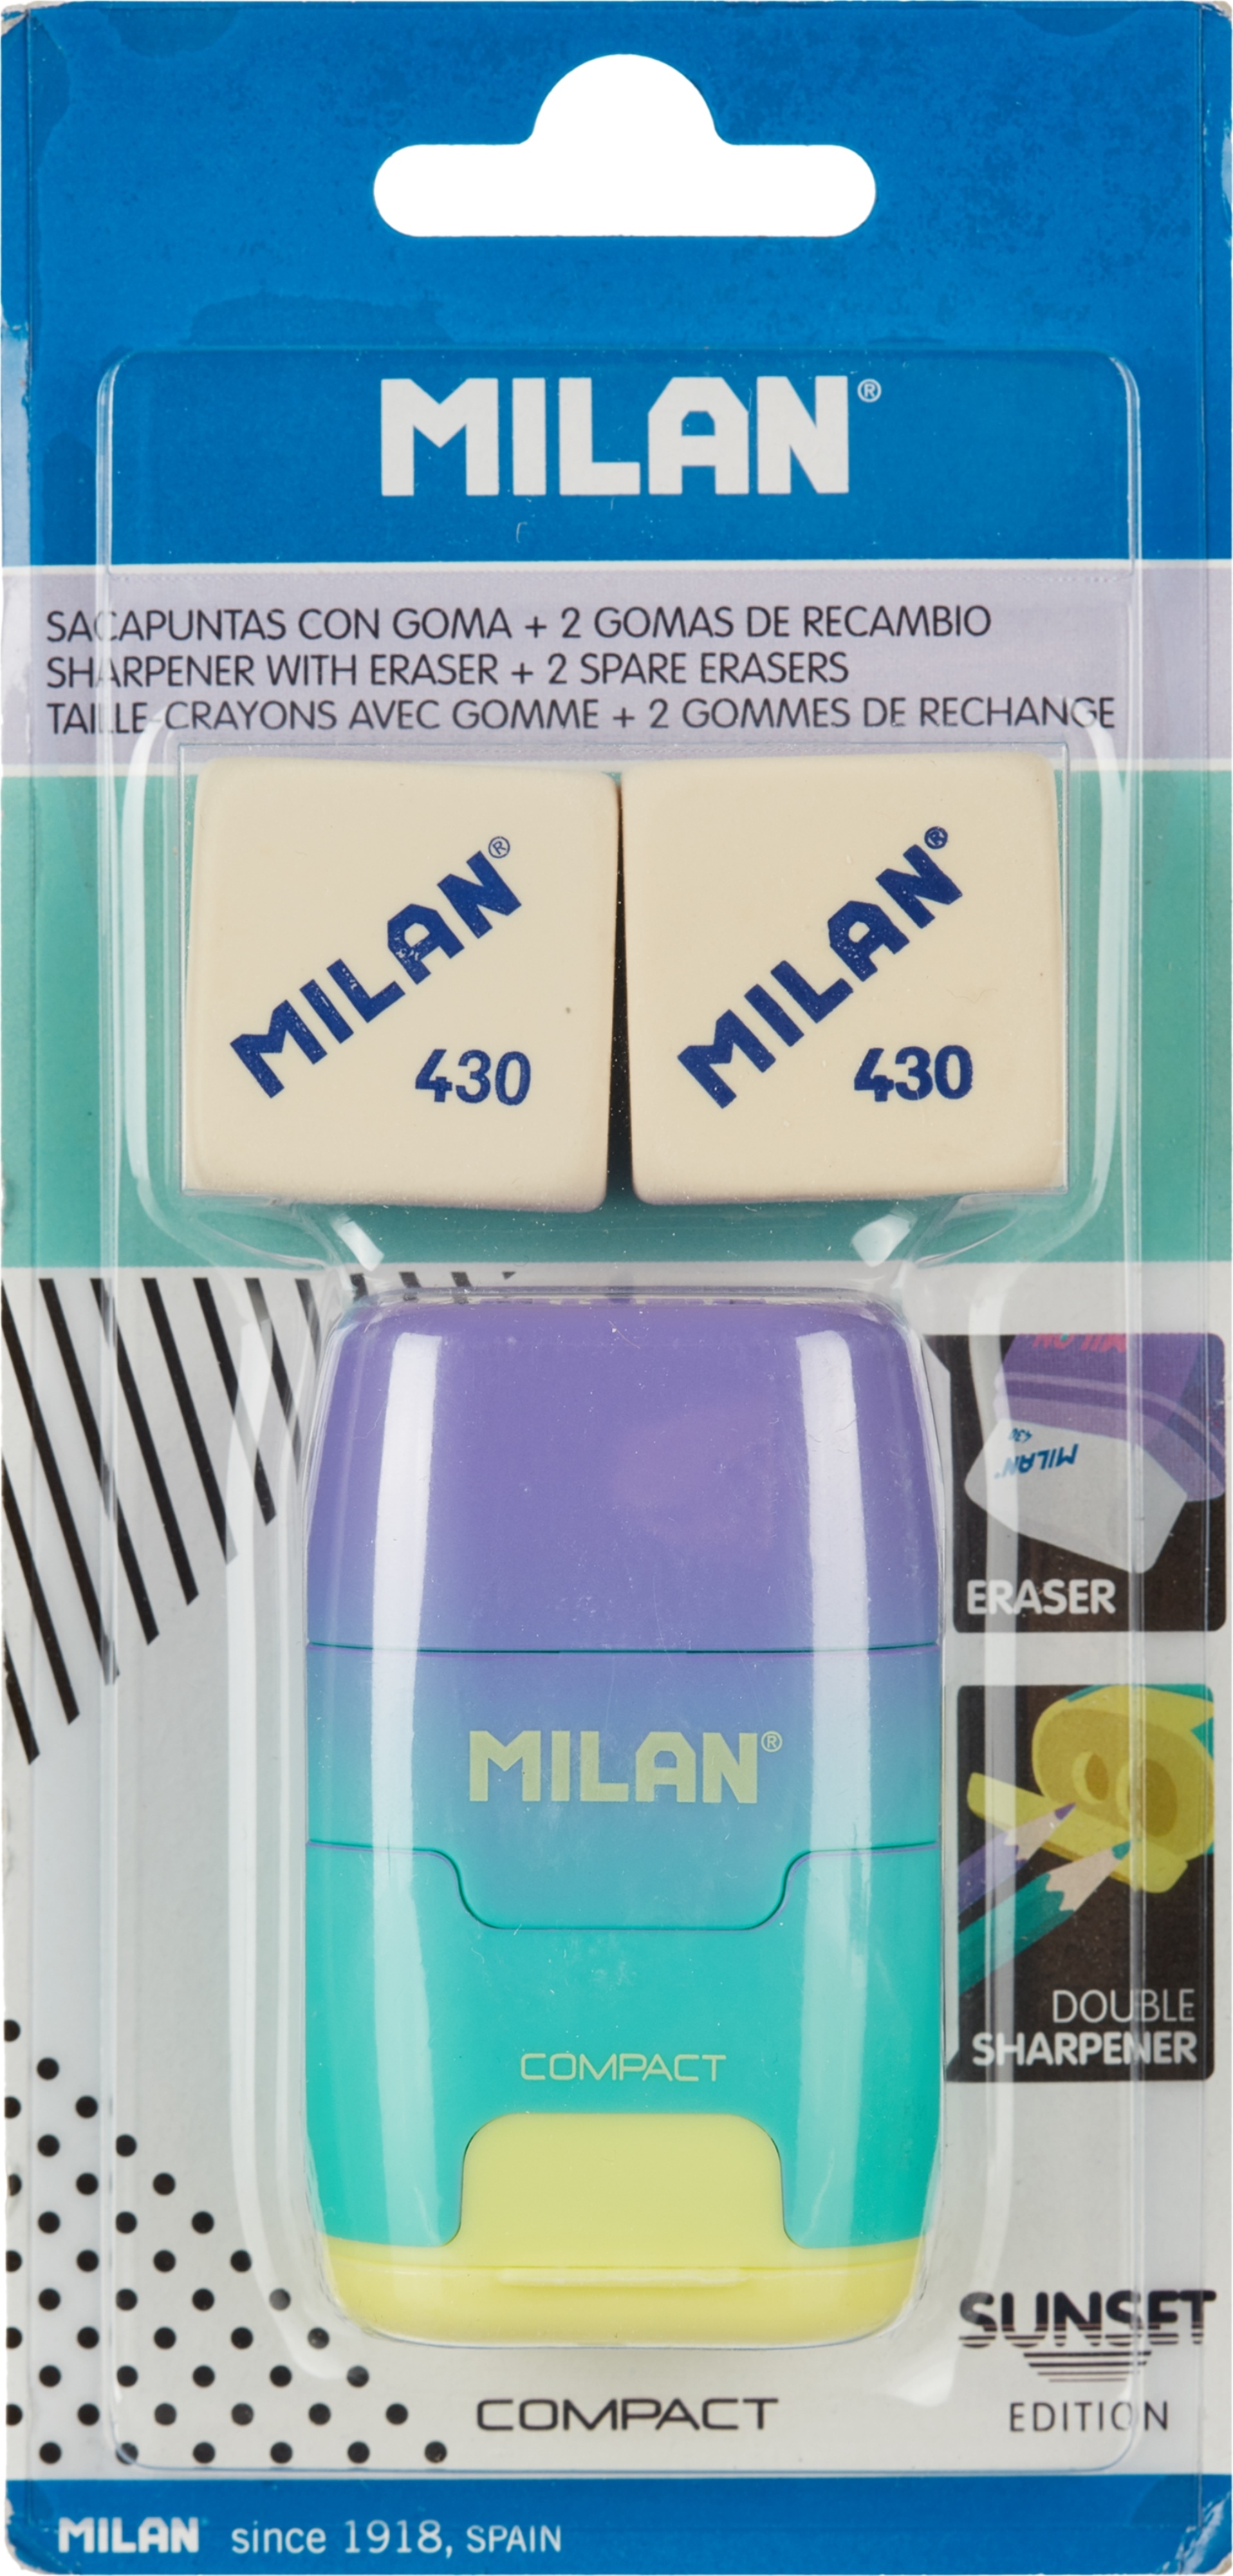 MILAN®
SACAPUNTAS CON GOMA + 2 GOMAS DE RECAMBIO
SHARPENER WITH ERASER + 2 SPARE ERASERS
TAILLE-CRAYONS AVEC GOMME + 2 GOMMES DE RECHANGE
MILAN®
430
MILAN®
430
MILAN
430
ERASER
MILAN®
DOUBLE
SHARPENER
COMPACT
SUNSET
EDITION
COMPACT
MILAN since 1918, SPAIN